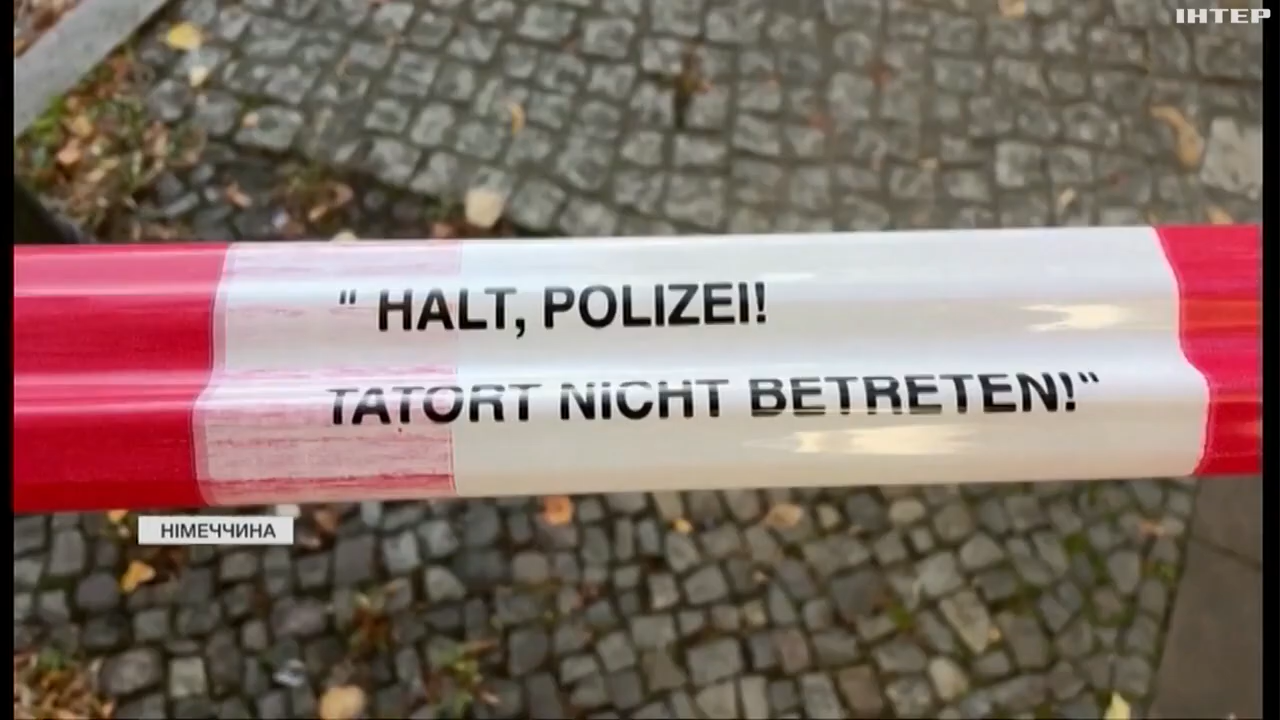 ІНТЕР
" HALT, POLIZEI!
TATORT NICHT BETRETEN!"
НІМЕЧЧИНА